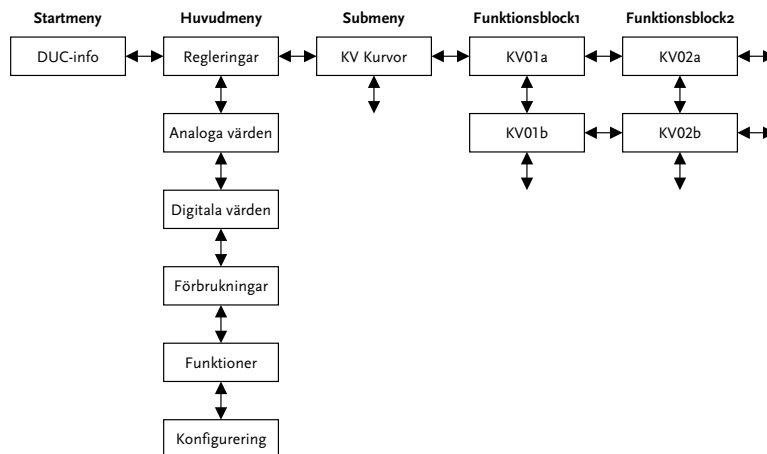 Startmeny Huvudmeny Submeny Funktionsblock1 Funktionsblock2
DUC-info Regleringar KV Kurvor KV01a KV02a
Analoga värden KV01b KV02b
Digitala värden
Förbrukningar
Funktioner
Konfigurering